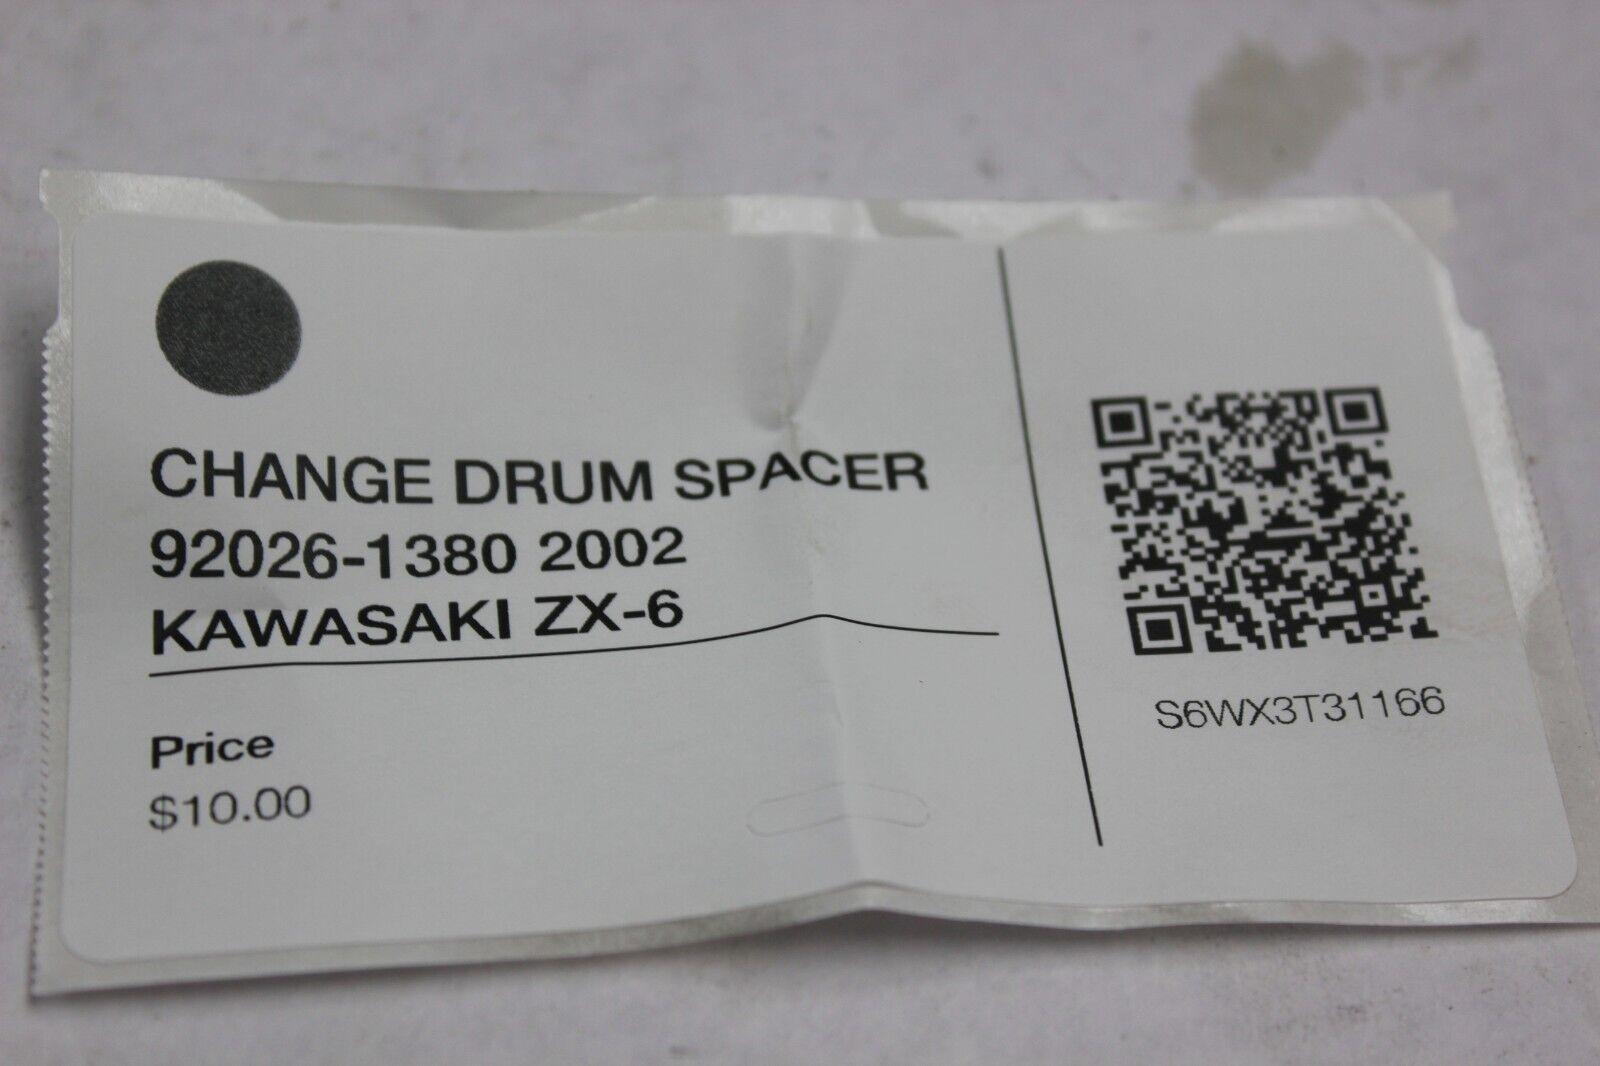 CHANGE DRUM SPACER
92026-1380 2002
KAWASAKI ZX-6
Price
$10.00
S6WX3T31166